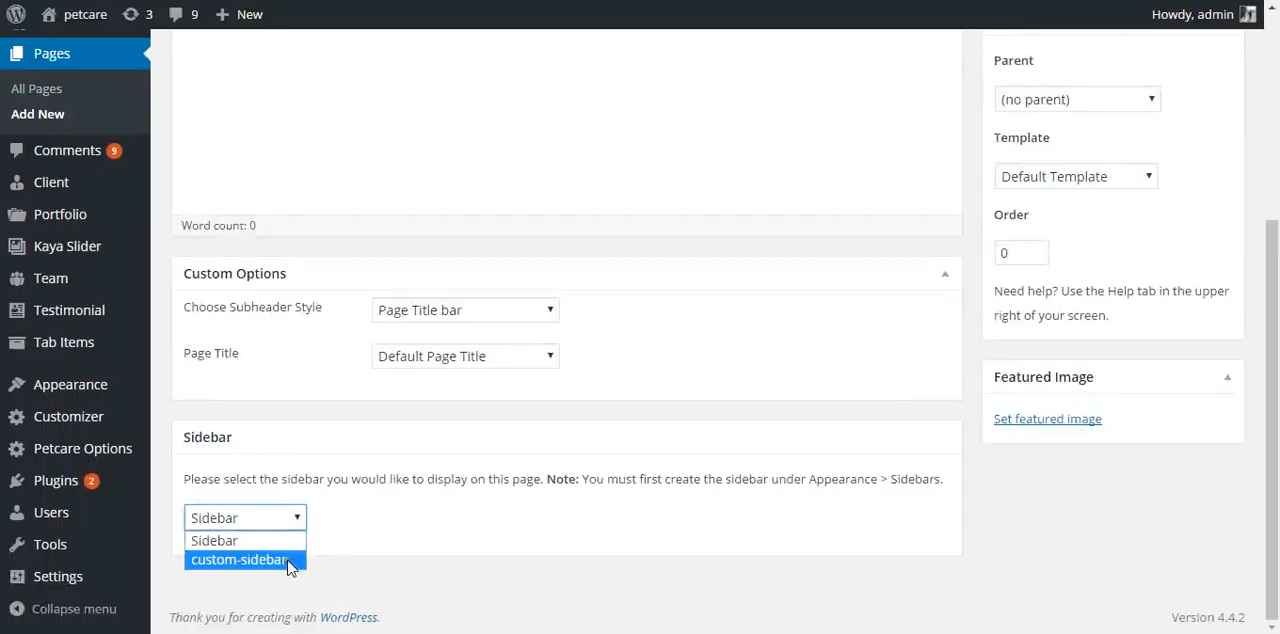 petcare 3 9 New Howdy, admin
Pages
All Pages
Add New
Comments 9
Client
Portfolio
Kaya Slider
Team
Testimonial
Tab Items
Appearance
Customizer
Petcare Options
Plugins 2
Users
Tools
Settings
Collapse menu
Word count: 0
Custom Options
Choose Subheader Style Page Title bar
Page Title Default Page Title
Sidebar
Please select the sidebar you would like to display on this page. Note: You must first create the sidebar under Appearance > Sidebars.
Sidebar
Sidebar
custom-sidebar
Parent
(no parent)
Template
Default Template
Order
0
Need help? Use the Help tab in the upper
right of your screen.
Featured Image
Set featured image
Thank you for creating with WordPress. Version 4.4.2